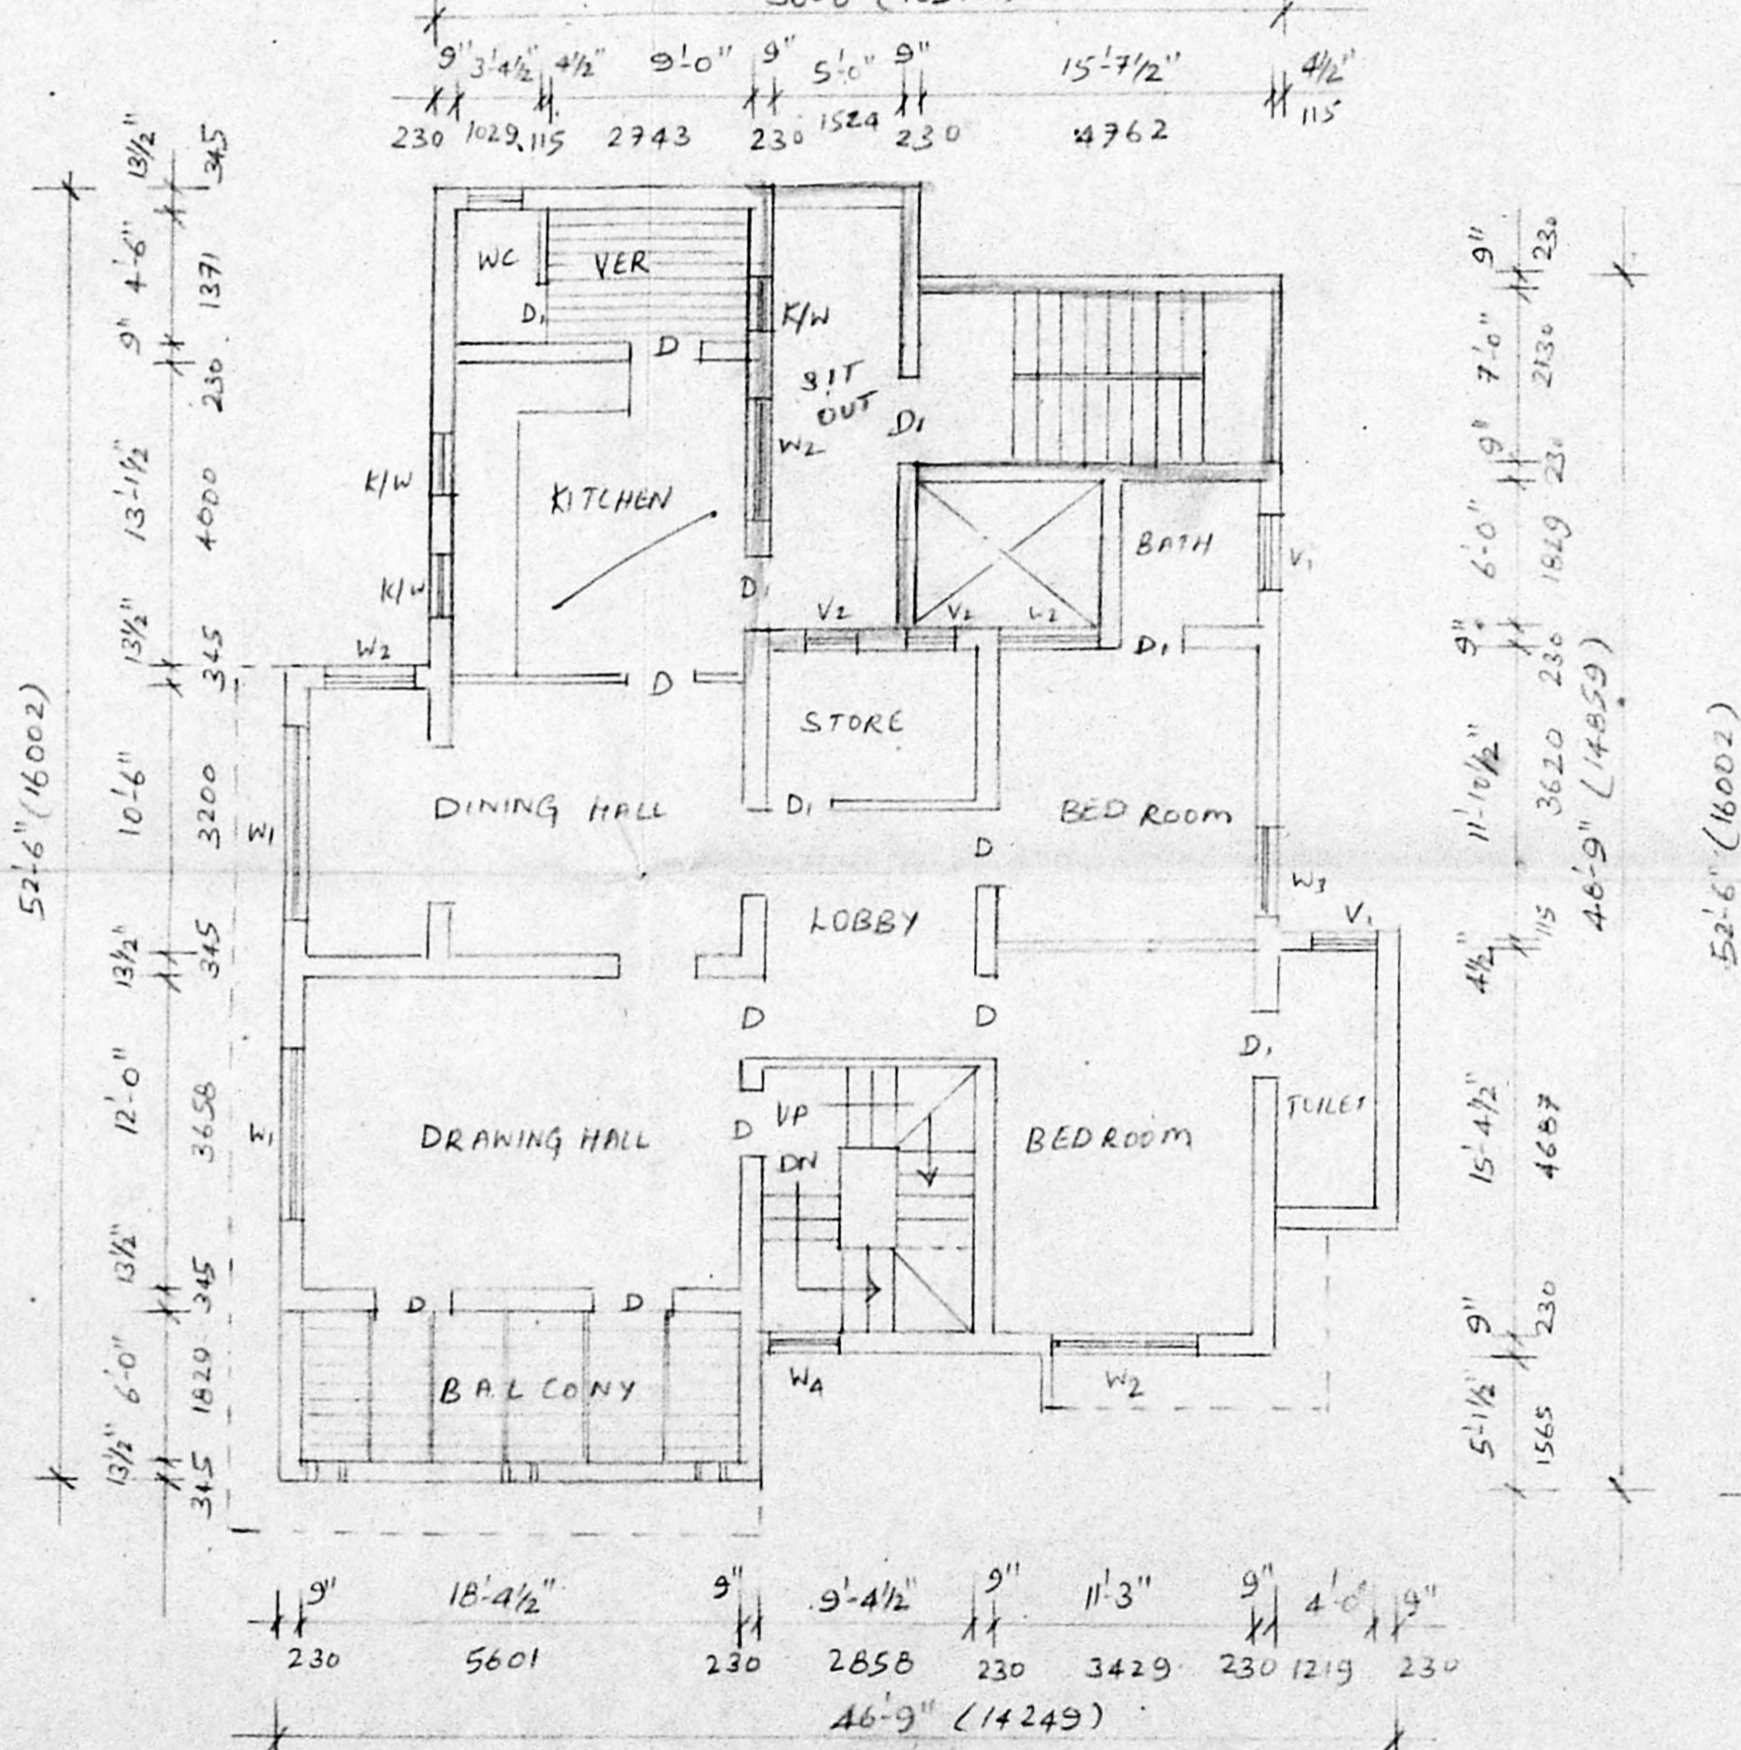 9" 3'-4½" 4½" 9'-0" 9" 5'-0" 9" 15'-7½" 4½"
230 1029 115 2743 230 1524 230 4762 115
13½" 345
9" 4'-6" 1371
230
13'-1½" 4000
13½" 345
52'-6" (16002)
10'-6" 3200
13½" 345
12'-0" 3658
13½" 345
6'-0" 1829
13½" 345
WC VER
D1
D
K/W
SIT
OUT
D1
W2
K/W
KITCHEN
BATH
V1
K/W
D1
V2 V2 W2
D1
W2
D
STORE
W1
DINING HALL
D1
BED ROOM
D
W3
LOBBY
V1
D D
D1
W1
DRAWING HALL
D
UP
DN
BEDROOM
TOILET
D D
BALCONY
W4
W2
9" 230
7'-0" 2130
9" 230
6'-0" 1829
9" 230
11'-10½" 3620
48'-9" (14859)
4½" 115
15'-4½" 4687
9" 230
5'-1½" 1565
52'-6" (16002)
9" 18'-4½" 9" 9'-4½" 9" 11'-3" 9" 4'-0" 9"
230 5601 230 2858 230 3429 230 1219 230
46'-9" (14249)